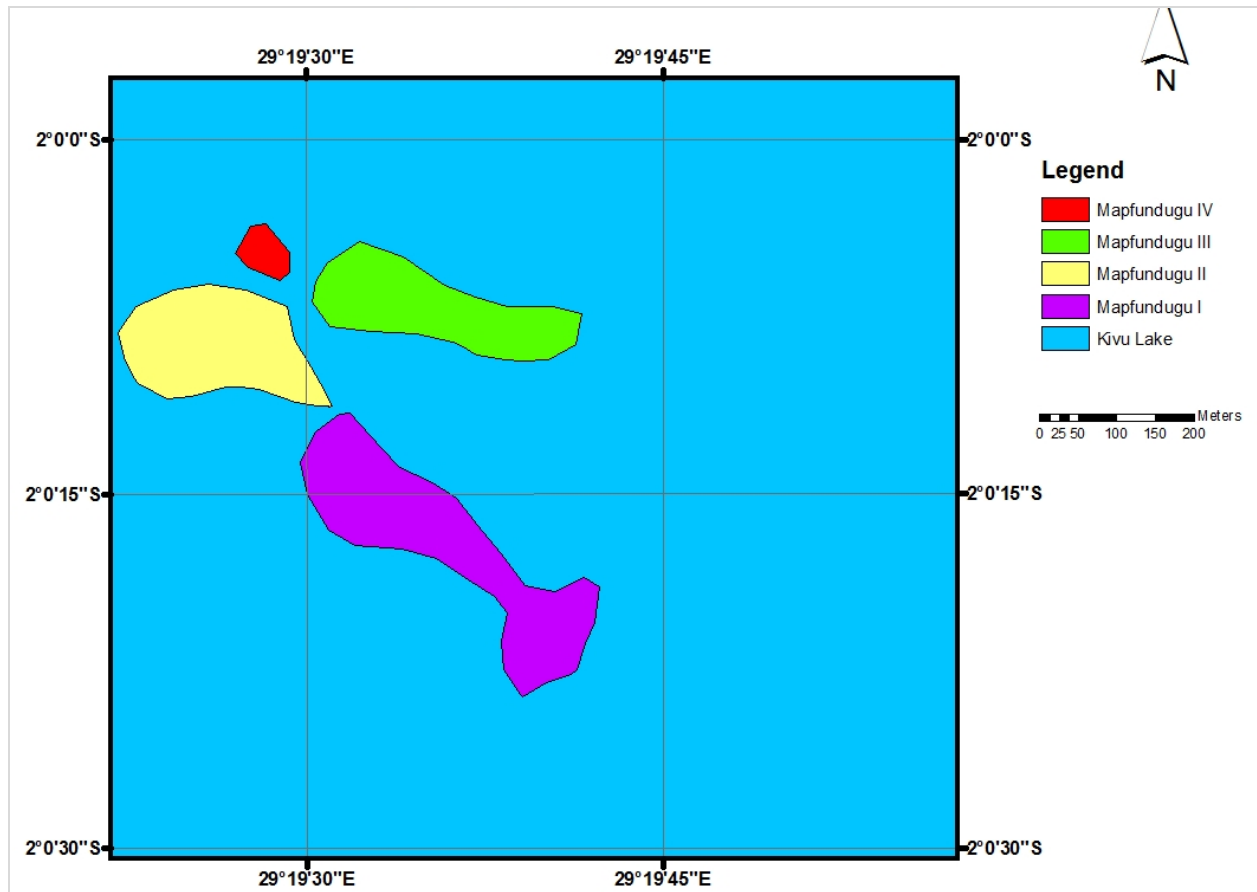 29°19'30"E 29°19'45"E
N
2°0'0"S 2°0'0"S
Legend
Mapfundugu IV
Mapfundugu III
Mapfundugu II
Mapfundugu I
Kivu Lake
Meters
0 25 50 100 150 200
2°0'15"S 2°0'15"S
2°0'30"S 2°0'30"S
29°19'30"E 29°19'45"E